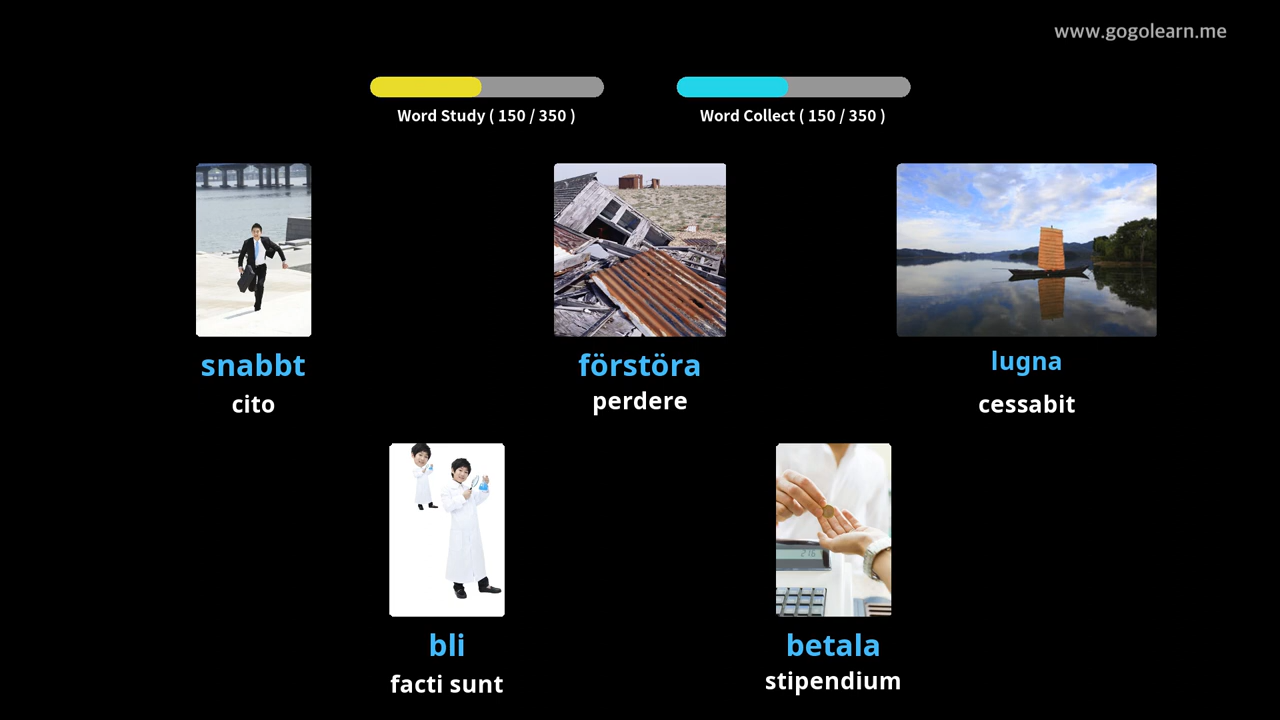 www.gogolearn.me
Word Study ( 150 / 350 )
Word Collect ( 150 / 350 )
snabbt
cito
förstöra
perdere
lugna
cessabit
bli
facti sunt
betala
stipendium